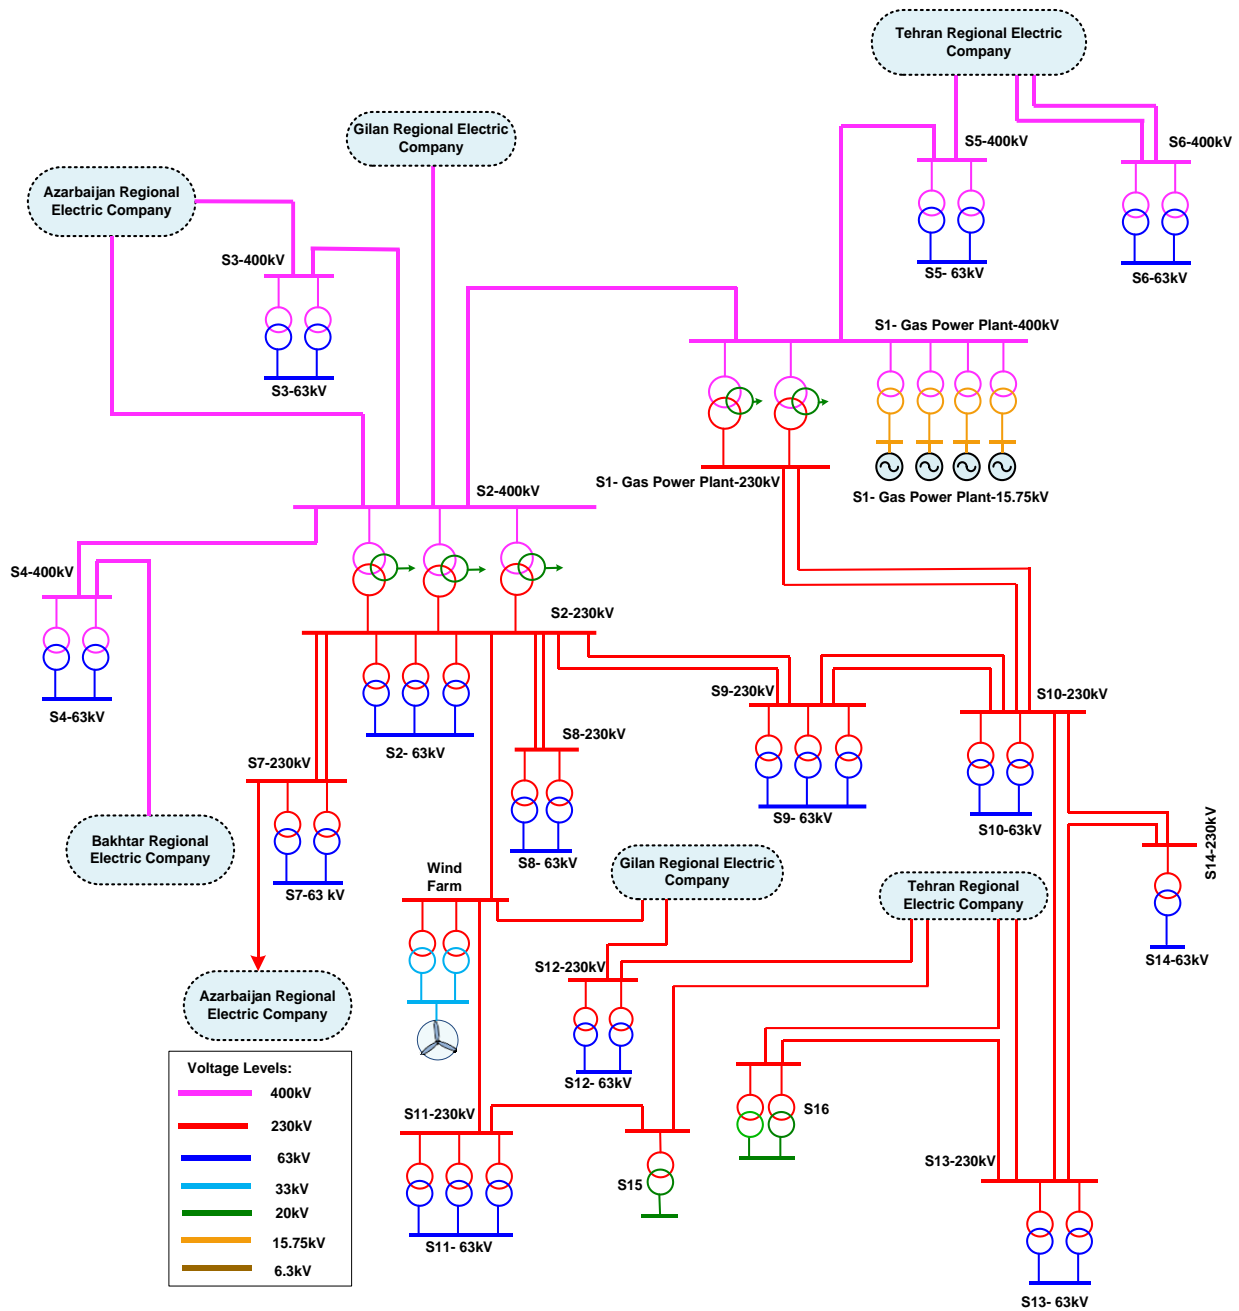 Tehran Regional Electric
Company
Gilan Regional Electric
Company
S5-400kV
S6-400kV
Azarbaijan Regional
Electric Company
S3-400kV
S5- 63kV
S6-63kV
S1- Gas Power Plant-400kV
S3-63kV
S1- Gas Power Plant-230kV
S2-400kV
S1- Gas Power Plant-15.75kV
S4-400kV
S2-230kV
S9-230kV
S10-230kV
S4-63kV
S8-230kV
S2- 63kV
S7-230kV
S14-230kV
S9- 63kV
S10-63kV
Bakhtar Regional
Electric Company
S8- 63kV
Gilan Regional Electric
Company
Wind
Farm
S7-63 kV
Tehran Regional
Electric Company
S14-63kV
S12-230kV
Azarbaijan Regional
Electric Company
Voltage Levels:
400kV
230kV
63kV
33kV
20kV
15.75kV
6.3kV
S12- 63kV
S11-230kV
S16
S13-230kV
S15
S11- 63kV
S13- 63kV